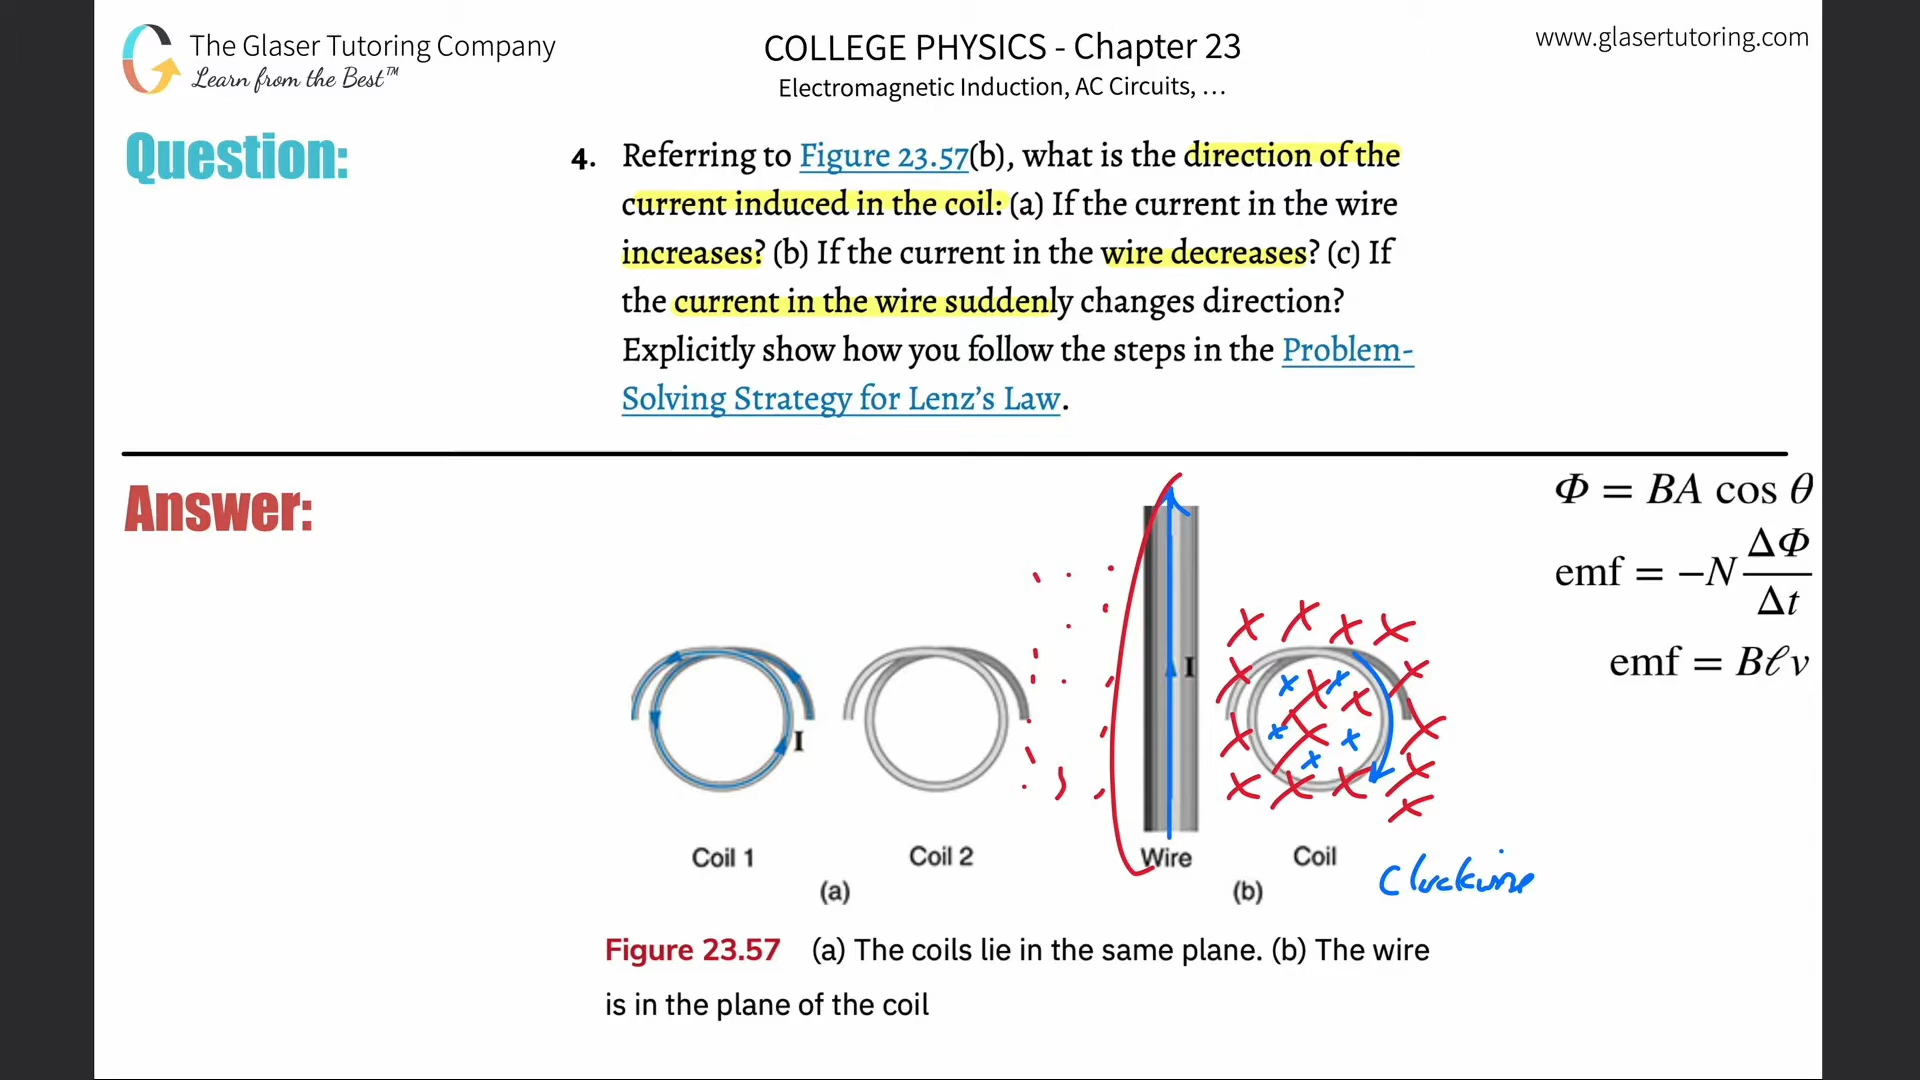 The Glaser Tutoring Company
Learn from the Best™
COLLEGE PHYSICS - Chapter 23
Electromagnetic Induction, AC Circuits, …
www.glasertutoring.com
Question:
4. Referring to Figure 23.57(b), what is the direction of the
current induced in the coil: (a) If the current in the wire
increases? (b) If the current in the wire decreases? (c) If
the current in the wire suddenly changes direction?
Explicitly show how you follow the steps in the Problem-
Solving Strategy for Lenz’s Law.
Answer:
Φ = BA cos θ
emf = −N ΔΦ/Δt
emf = Bℓv
I
I
Coil 1
Coil 2
Wire
Coil
Clockwise
(a)
(b)
Figure 23.57 (a) The coils lie in the same plane. (b) The wire
is in the plane of the coil